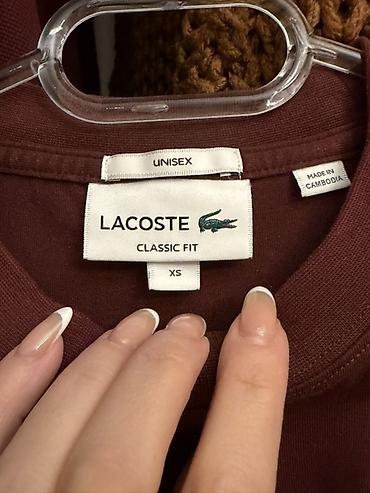 UNISEX
LACOSTE
CLASSIC FIT
XS
MADE IN
CAMBODIA